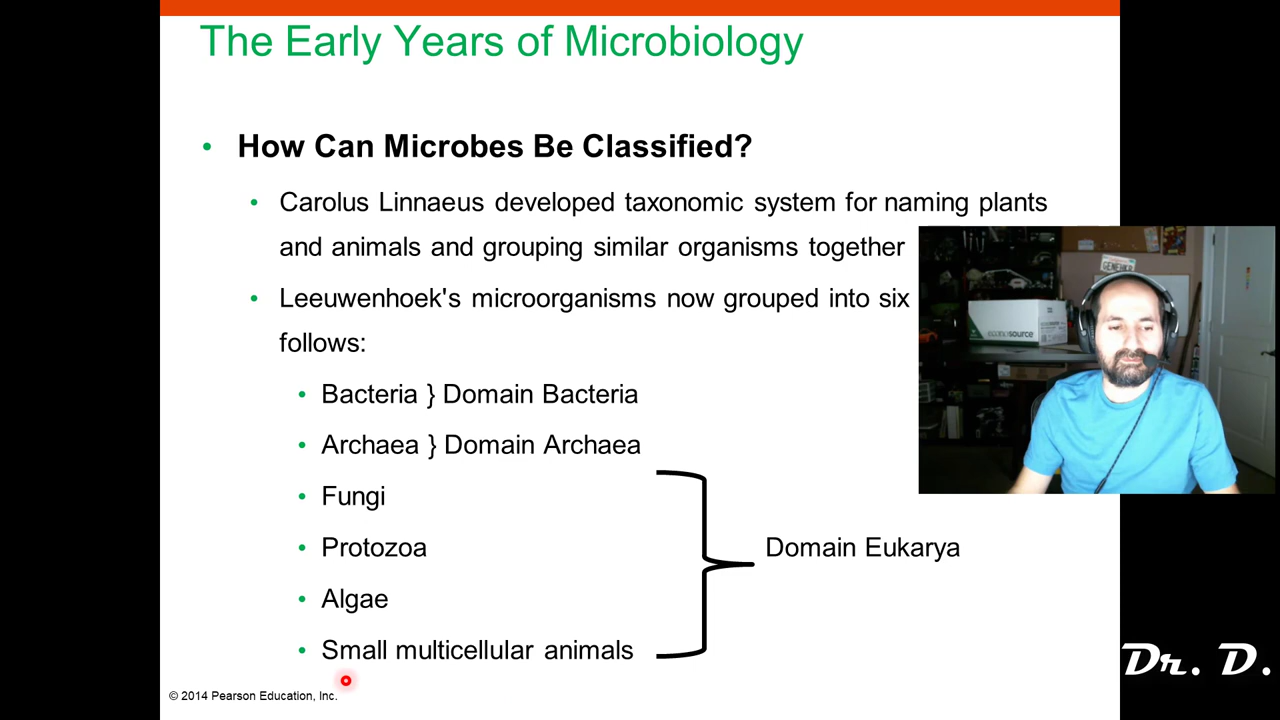 The Early Years of Microbiology
• How Can Microbes Be Classified?
• Carolus Linnaeus developed taxonomic system for naming plants
and animals and grouping similar organisms together
• Leeuwenhoek's microorganisms now grouped into six
follows:
• Bacteria } Domain Bacteria
• Archaea } Domain Archaea
• Fungi
• Protozoa
• Algae
• Small multicellular animals
Domain Eukarya
© 2014 Pearson Education, Inc.
GENEHKR
source
Dr. D.